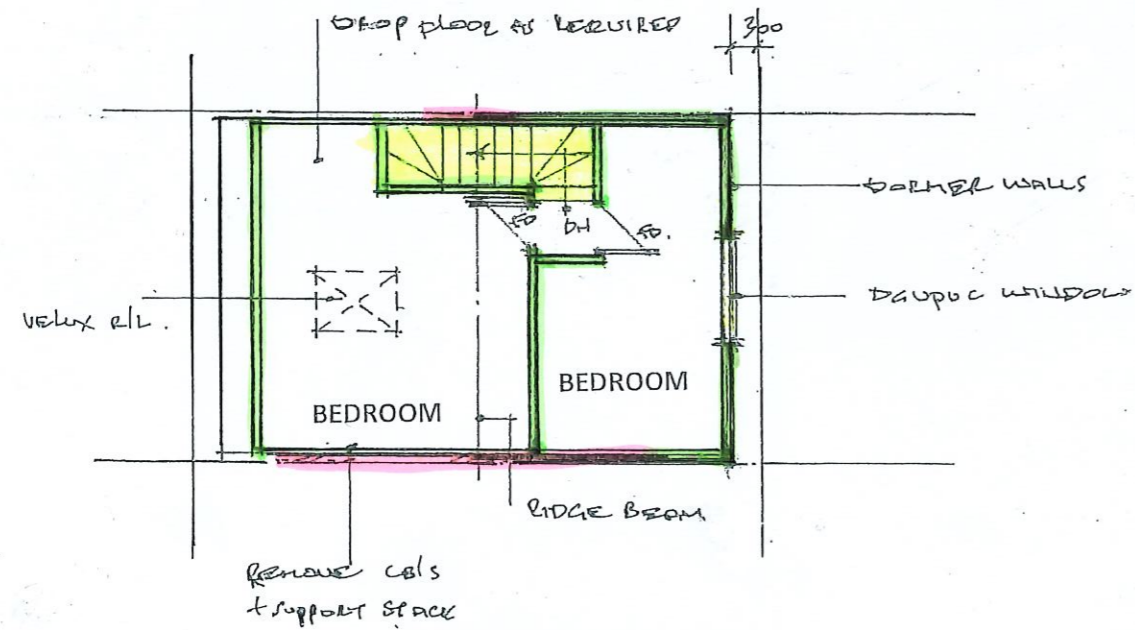 DROP FLOOR AS REQUIRED
300
DORMER WALLS
FD
DH
FD.
VELUX R/L.
DGUPVC WINDOW
BEDROOM
BEDROOM
RIDGE BEAM
REMOVE CB/S
+ SUPPORT STACK